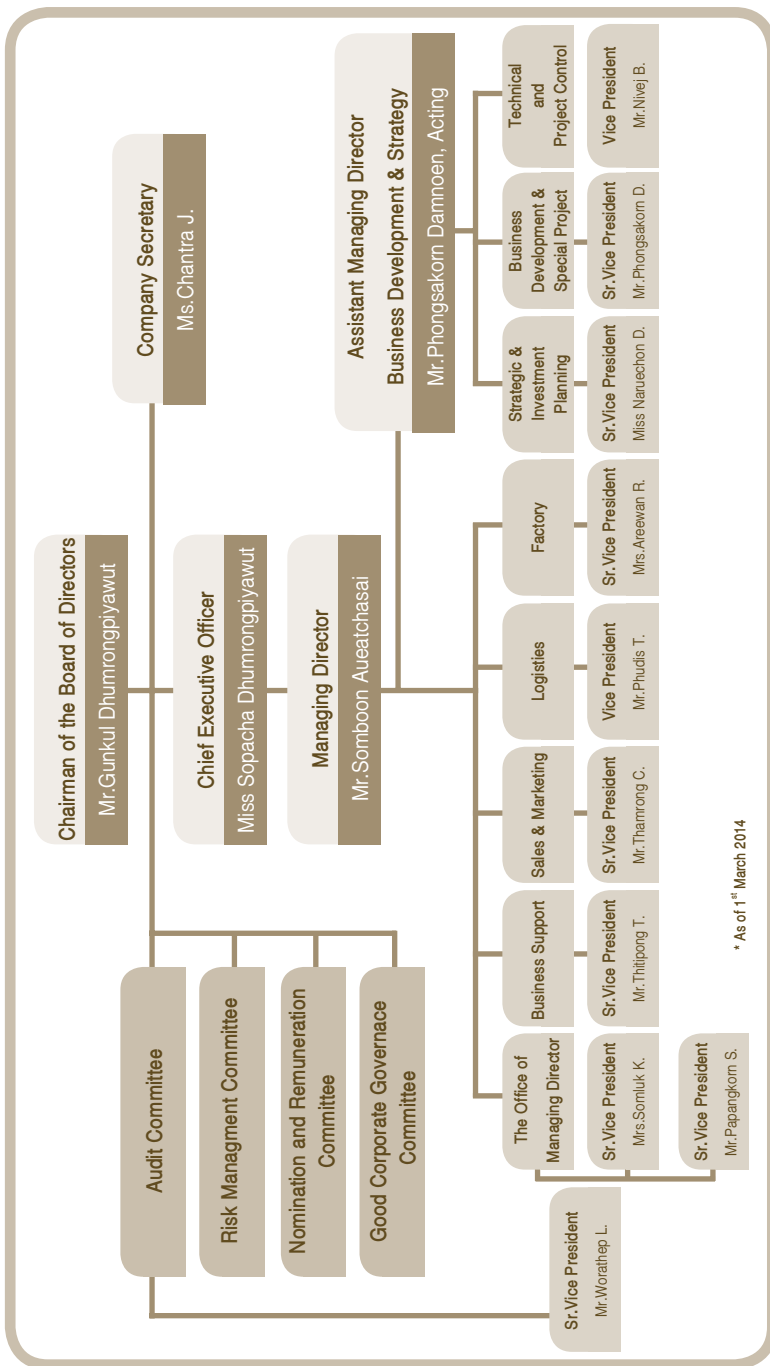 Chairman of the Board of Directors
Mr.Gunkul Dhumrongpiyawut
Company Secretary
Ms.Chantra J.
Audit Committee
Risk Managment Committee
Nomination and Remuneration
Committee
Good Corporate Governace
Committee
Chief Executive Officer
Miss Sopacha Dhumrongpiyawut
Managing Director
Mr.Somboon Aueatchasai
Assistant Managing Director
Business Development & Strategy
Mr.Phongsakorn Damnoen, Acting
The Office of
Managing Director
Sr.Vice President
Mrs.Somluk K.
Sr.Vice President
Mr.Papangkorn S.
Sr.Vice President
Mr.Worathep L.
Business Support
Sr.Vice President
Mr.Thitipong T.
Sales & Marketing
Sr.Vice President
Mr.Thamrong C.
Logisties
Vice President
Mr.Phudis T.
Factory
Sr.Vice President
Mrs.Areewan R.
Strategic &
Investment
Planning
Sr.Vice President
Miss Naruechon D.
Business
Development &
Special Project
Sr.Vice President
Mr.Phongsakorn D.
Technical
and
Project Control
Vice President
Mr.Nivej B.
* As of 1st March 2014